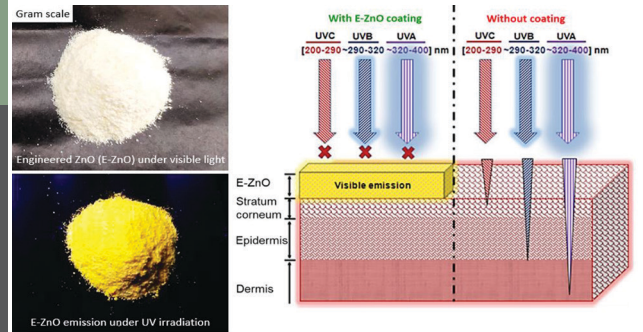 Gram scale
Engineered ZnO (E-ZnO) under visible light
E-ZnO emission under UV irradiation
With E-ZnO coating
UVC UVB UVA
[200-290 ~290-320 ~320-400] nm
Without coating
UVC UVB UVA
[200-290 ~290-320 ~320-400] nm
E-ZnO
Visible emission
Stratum
corneum
Epidermis
Dermis